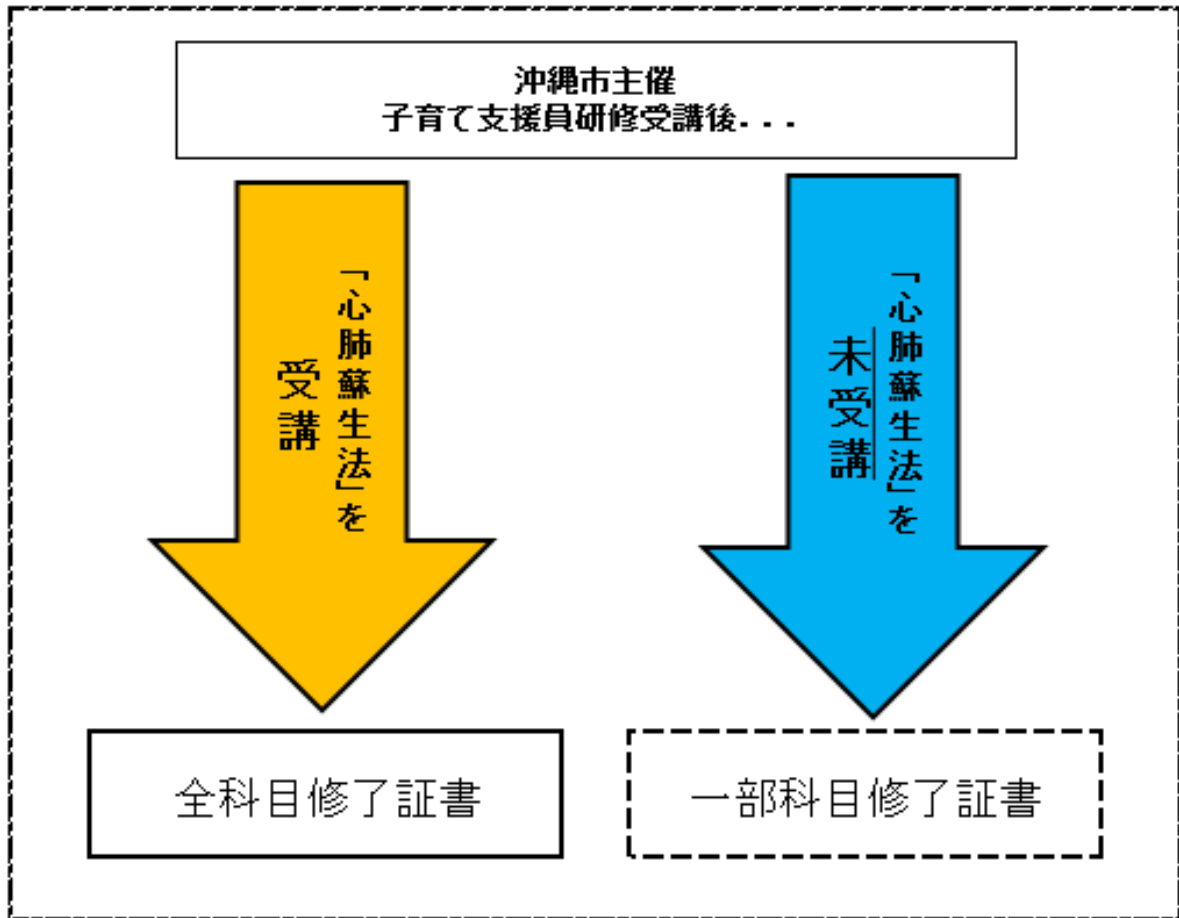 沖縄市主催
子育て支援員研修受講後...
「心肺蘇生法」を
受講
「心肺蘇生法」を
未受講
全科目修了証書
一部科目修了証書